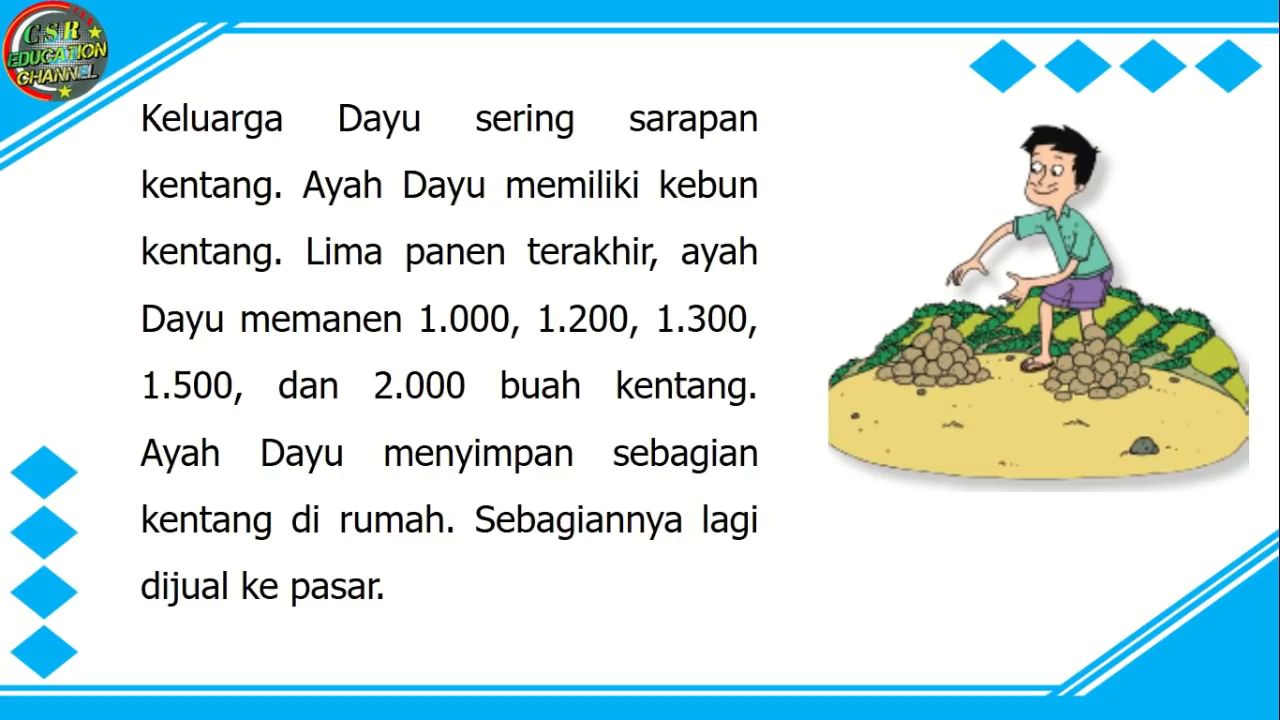 CSR
EDUCATION
CHANNEL
Keluarga Dayu sering sarapan
kentang. Ayah Dayu memiliki kebun
kentang. Lima panen terakhir, ayah
Dayu memanen 1.000, 1.200, 1.300,
1.500, dan 2.000 buah kentang.
Ayah Dayu menyimpan sebagian
kentang di rumah. Sebagiannya lagi
dijual ke pasar.